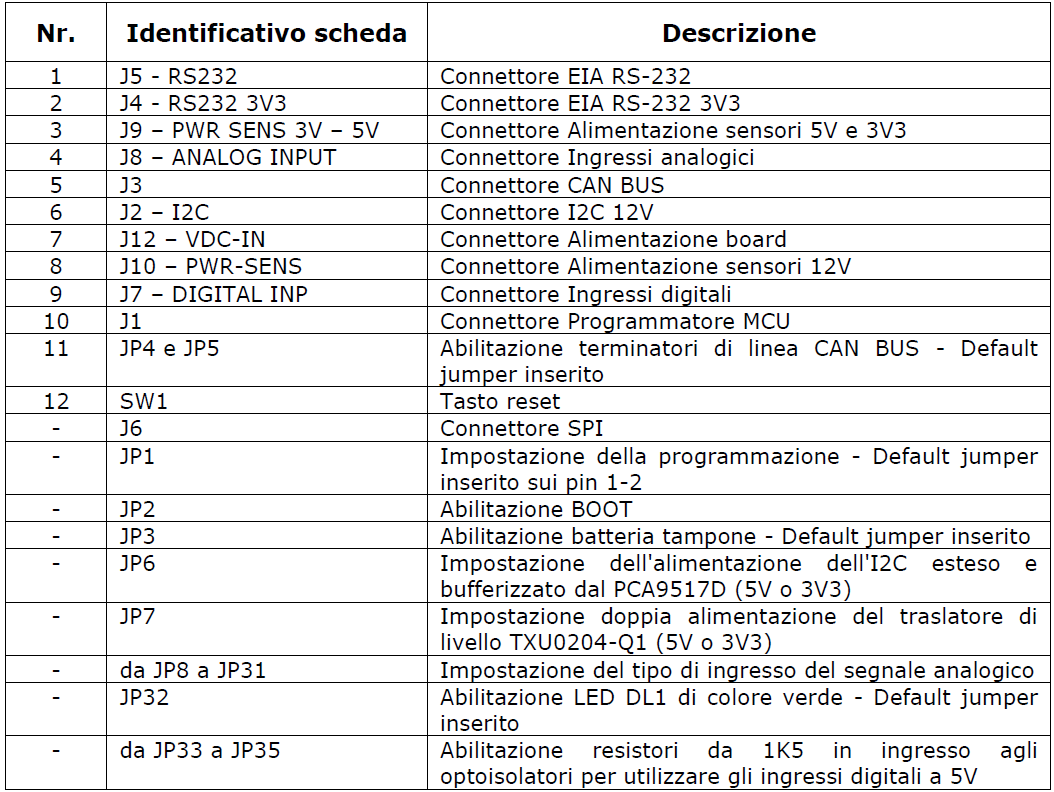 Nr. Identificativo scheda Descrizione
1 J5 - RS232 Connettore EIA RS-232
2 J4 - RS232 3V3 Connettore EIA RS-232 3V3
3 J9 – PWR SENS 3V – 5V Connettore Alimentazione sensori 5V e 3V3
4 J8 – ANALOG INPUT Connettore Ingressi analogici
5 J3 Connettore CAN BUS
6 J2 – I2C Connettore I2C 12V
7 J12 – VDC-IN Connettore Alimentazione board
8 J10 – PWR-SENS Connettore Alimentazione sensori 12V
9 J7 – DIGITAL INP Connettore Ingressi digitali
10 J1 Connettore Programmatore MCU
11 JP4 e JP5 Abilitazione terminatori di linea CAN BUS - Default
jumper inserito
12 SW1 Tasto reset
- J6 Connettore SPI
- JP1 Impostazione della programmazione - Default jumper
inserito sui pin 1-2
- JP2 Abilitazione BOOT
- JP3 Abilitazione batteria tampone - Default jumper inserito
- JP6 Impostazione dell'alimentazione dell'I2C esteso e
bufferizzato dal PCA9517D (5V o 3V3)
- JP7 Impostazione doppia alimentazione del traslatore di
livello TXU0204-Q1 (5V o 3V3)
- da JP8 a JP31 Impostazione del tipo di ingresso del segnale analogico
- JP32 Abilitazione LED DL1 di colore verde - Default jumper
inserito
- da JP33 a JP35 Abilitazione resistori da 1K5 in ingresso agli
optoisolatori per utilizzare gli ingressi digitali a 5V